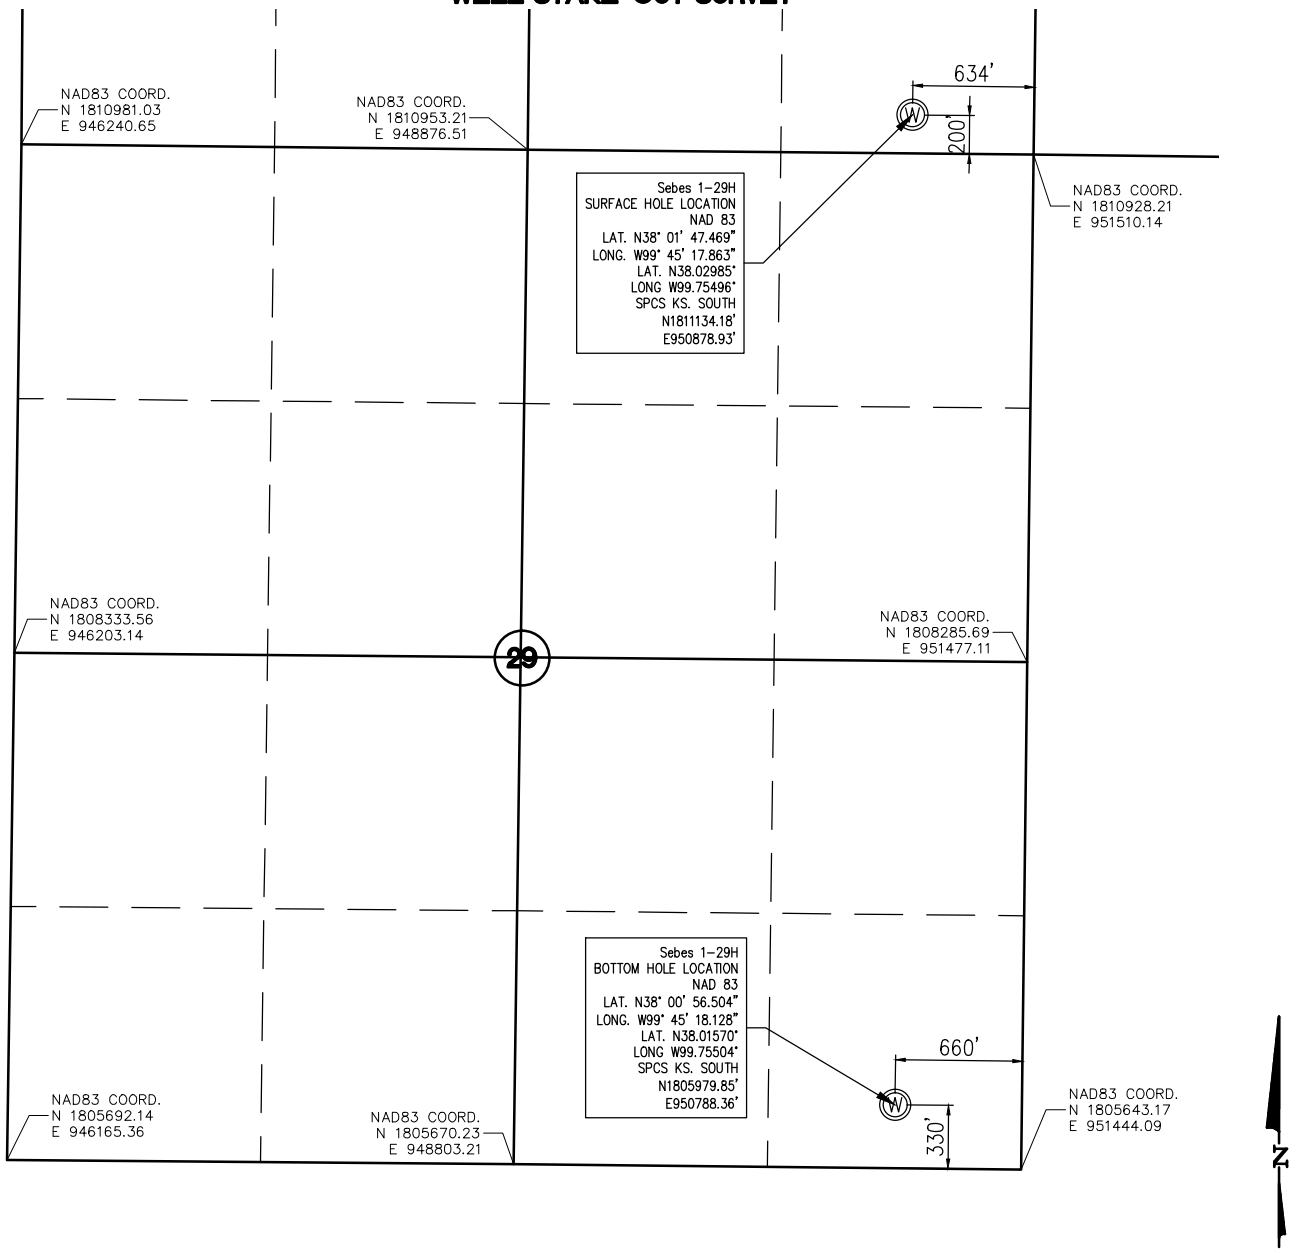 WELL STAKE-OUT SURVEY
634'
NAD83 COORD.
N 1810981.03
E 946240.65
NAD83 COORD.
N 1810953.21
E 948876.51
W
200'
Sebes 1-29H
SURFACE HOLE LOCATION
NAD 83
LAT. N38° 01' 47.469"
LONG. W99° 45' 17.863"
LAT. N38.02985°
LONG W99.75496°
SPCS KS. SOUTH
N1811134.18'
E950878.93'
NAD83 COORD.
N 1810928.21
E 951510.14
NAD83 COORD.
N 1808333.56
E 946203.14
NAD83 COORD.
N 1808285.69
E 951477.11
29
Sebes 1-29H
BOTTOM HOLE LOCATION
NAD 83
LAT. N38° 00' 56.504"
LONG. W99° 45' 18.128"
LAT. N38.01570°
LONG W99.75504°
SPCS KS. SOUTH
N1805979.85'
E950788.36'
660'
W
330'
NAD83 COORD.
N 1805692.14
E 946165.36
NAD83 COORD.
N 1805670.23
E 948803.21
NAD83 COORD.
N 1805643.17
E 951444.09
N